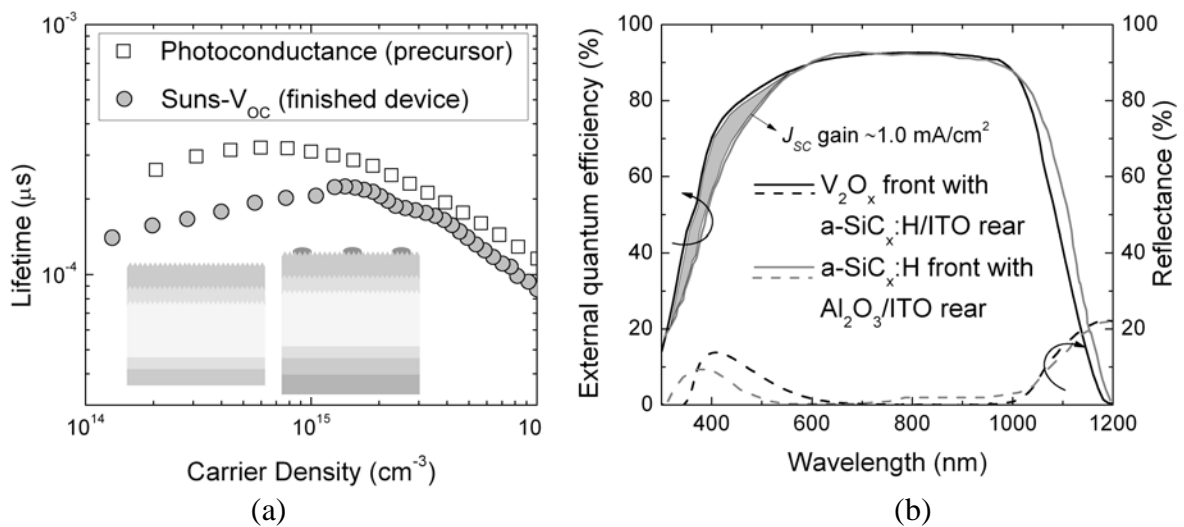 10⁻³
Photoconductance (precursor)
Suns-V_OC (finished device)
Lifetime (μs)
10⁻⁴
10¹⁴
10¹⁵
10
Carrier Density (cm⁻³)
(a)
100
80
60
40
20
0
External quantum efficiency (%)
J_SC gain ~1.0 mA/cm²
V₂Oₓ front with
a-SiCₓ:H/ITO rear
a-SiCₓ:H front with
Al₂O₃/ITO rear
100
80
60
40
20
0
Reflectance (%)
400
600
800
1000
1200
Wavelength (nm)
(b)